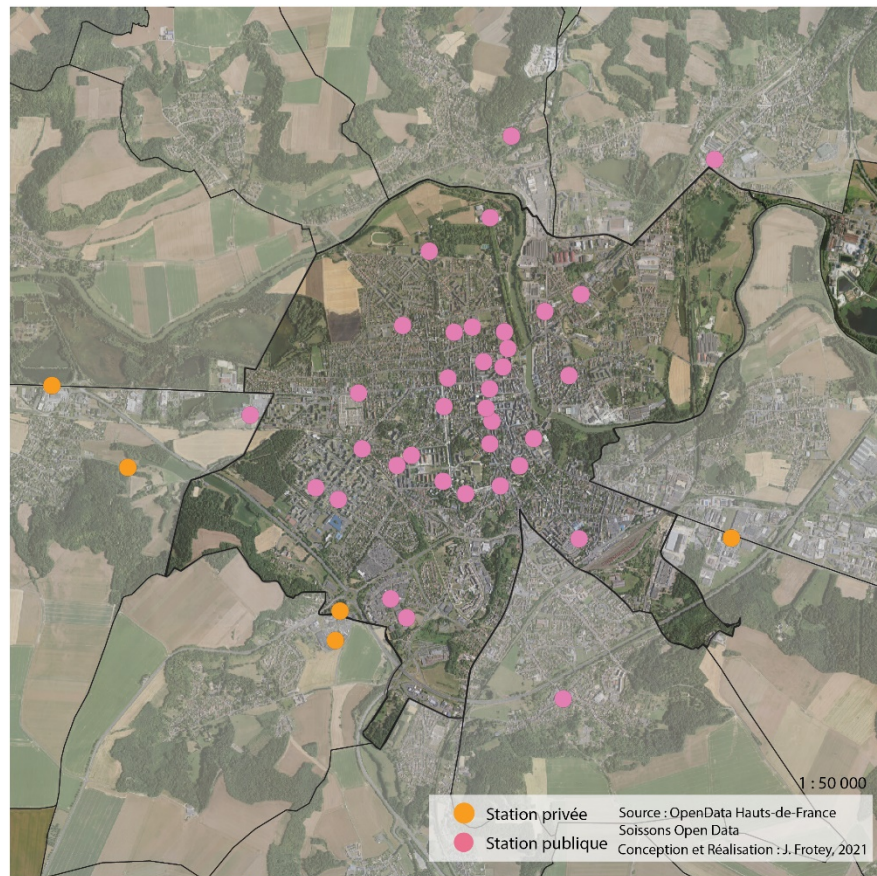 1 : 50 000
Station privée
Station publique
Source : OpenData Hauts-de-France
Soissons Open Data
Conception et Réalisation : J. Frotey, 2021